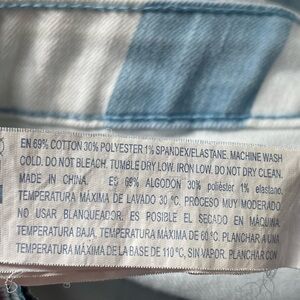 EN 69% COTTON 30% POLYESTER 1% SPANDEX/ELASTANE. MACHINE WASH
COLD. DO NOT BLEACH. TUMBLE DRY LOW. IRON LOW. DO NOT DRY CLEAN.
MADE IN CHINA. ES 69% ALGODON 30% poliéster 1% elastano.
TEMPERATURA MÁXIMA DE LAVADO 30 °C. PROCESO MUY MODERADO.
NO USAR BLANQUEADOR. ES POSIBLE EL SECADO EN MÁQUINA.
TEMPERATURA BAJA. TEMPERATURA MÁXIMA DE 60 °C. PLANCHAR A UNA
TEMPERATURA MÁXIMA DE LA BASE DE 110 °C, SIN VAPOR. PLANCHAR CON